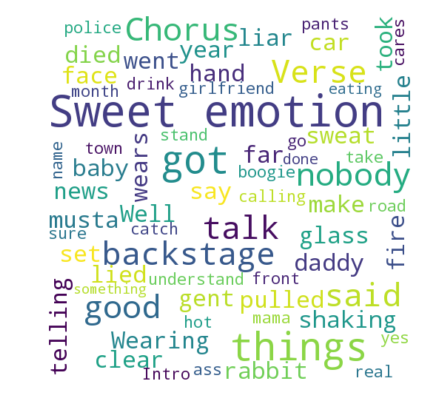 police Chorus liar car pants took cares
died went year
face hand Verse
month drink girlfriend eating
Sweet emotion little
town wears stand go sweat
name baby got far done take nobody
boogie
news say calling make road
musta Well talk glass fire
sure catch
set backstage daddy
lied understand front
telling something
good gent pulled said
hot mama shaking
Wearing things yes
clear Intro ass rabbit real